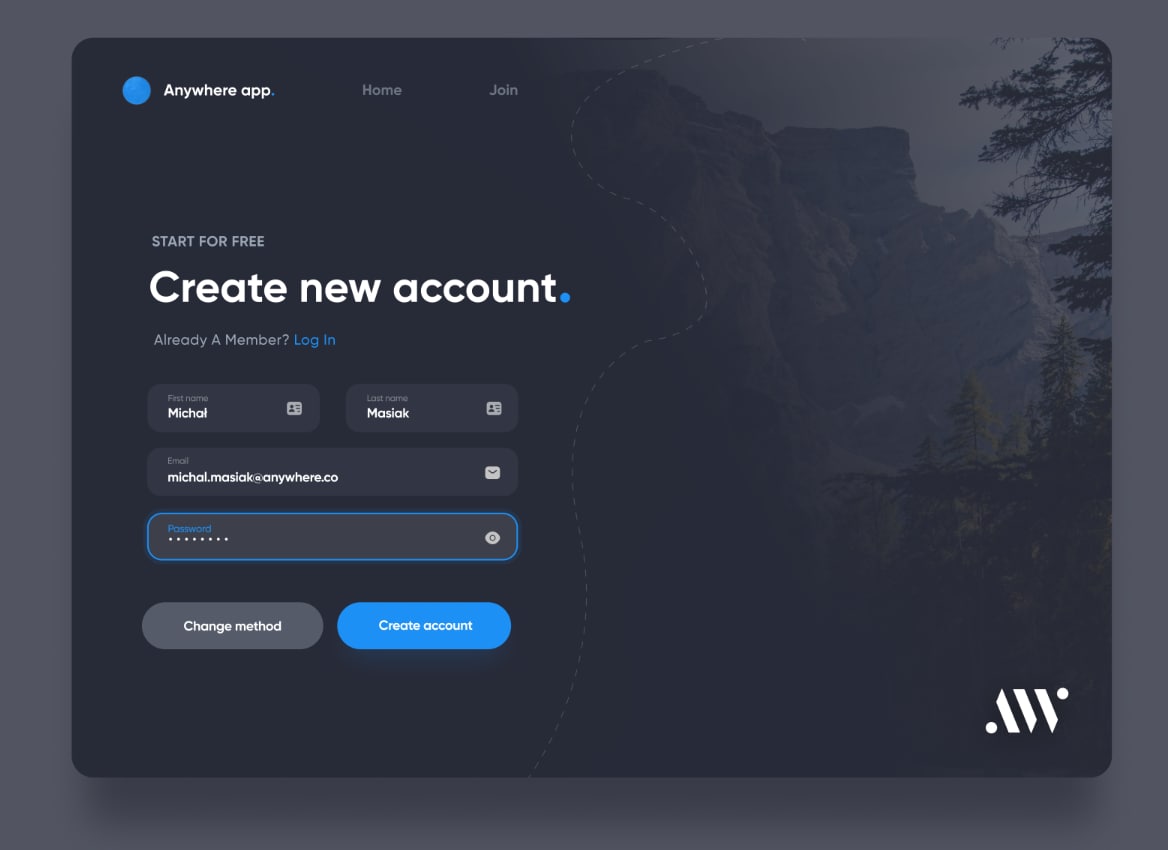 Anywhere app. Home Join
START FOR FREE
Create new account.
Already A Member? Log In
First name Last name
Michał Masiak
Email
michal.masiak@anywhere.co
Password
••••••••
Change method Create account
AW